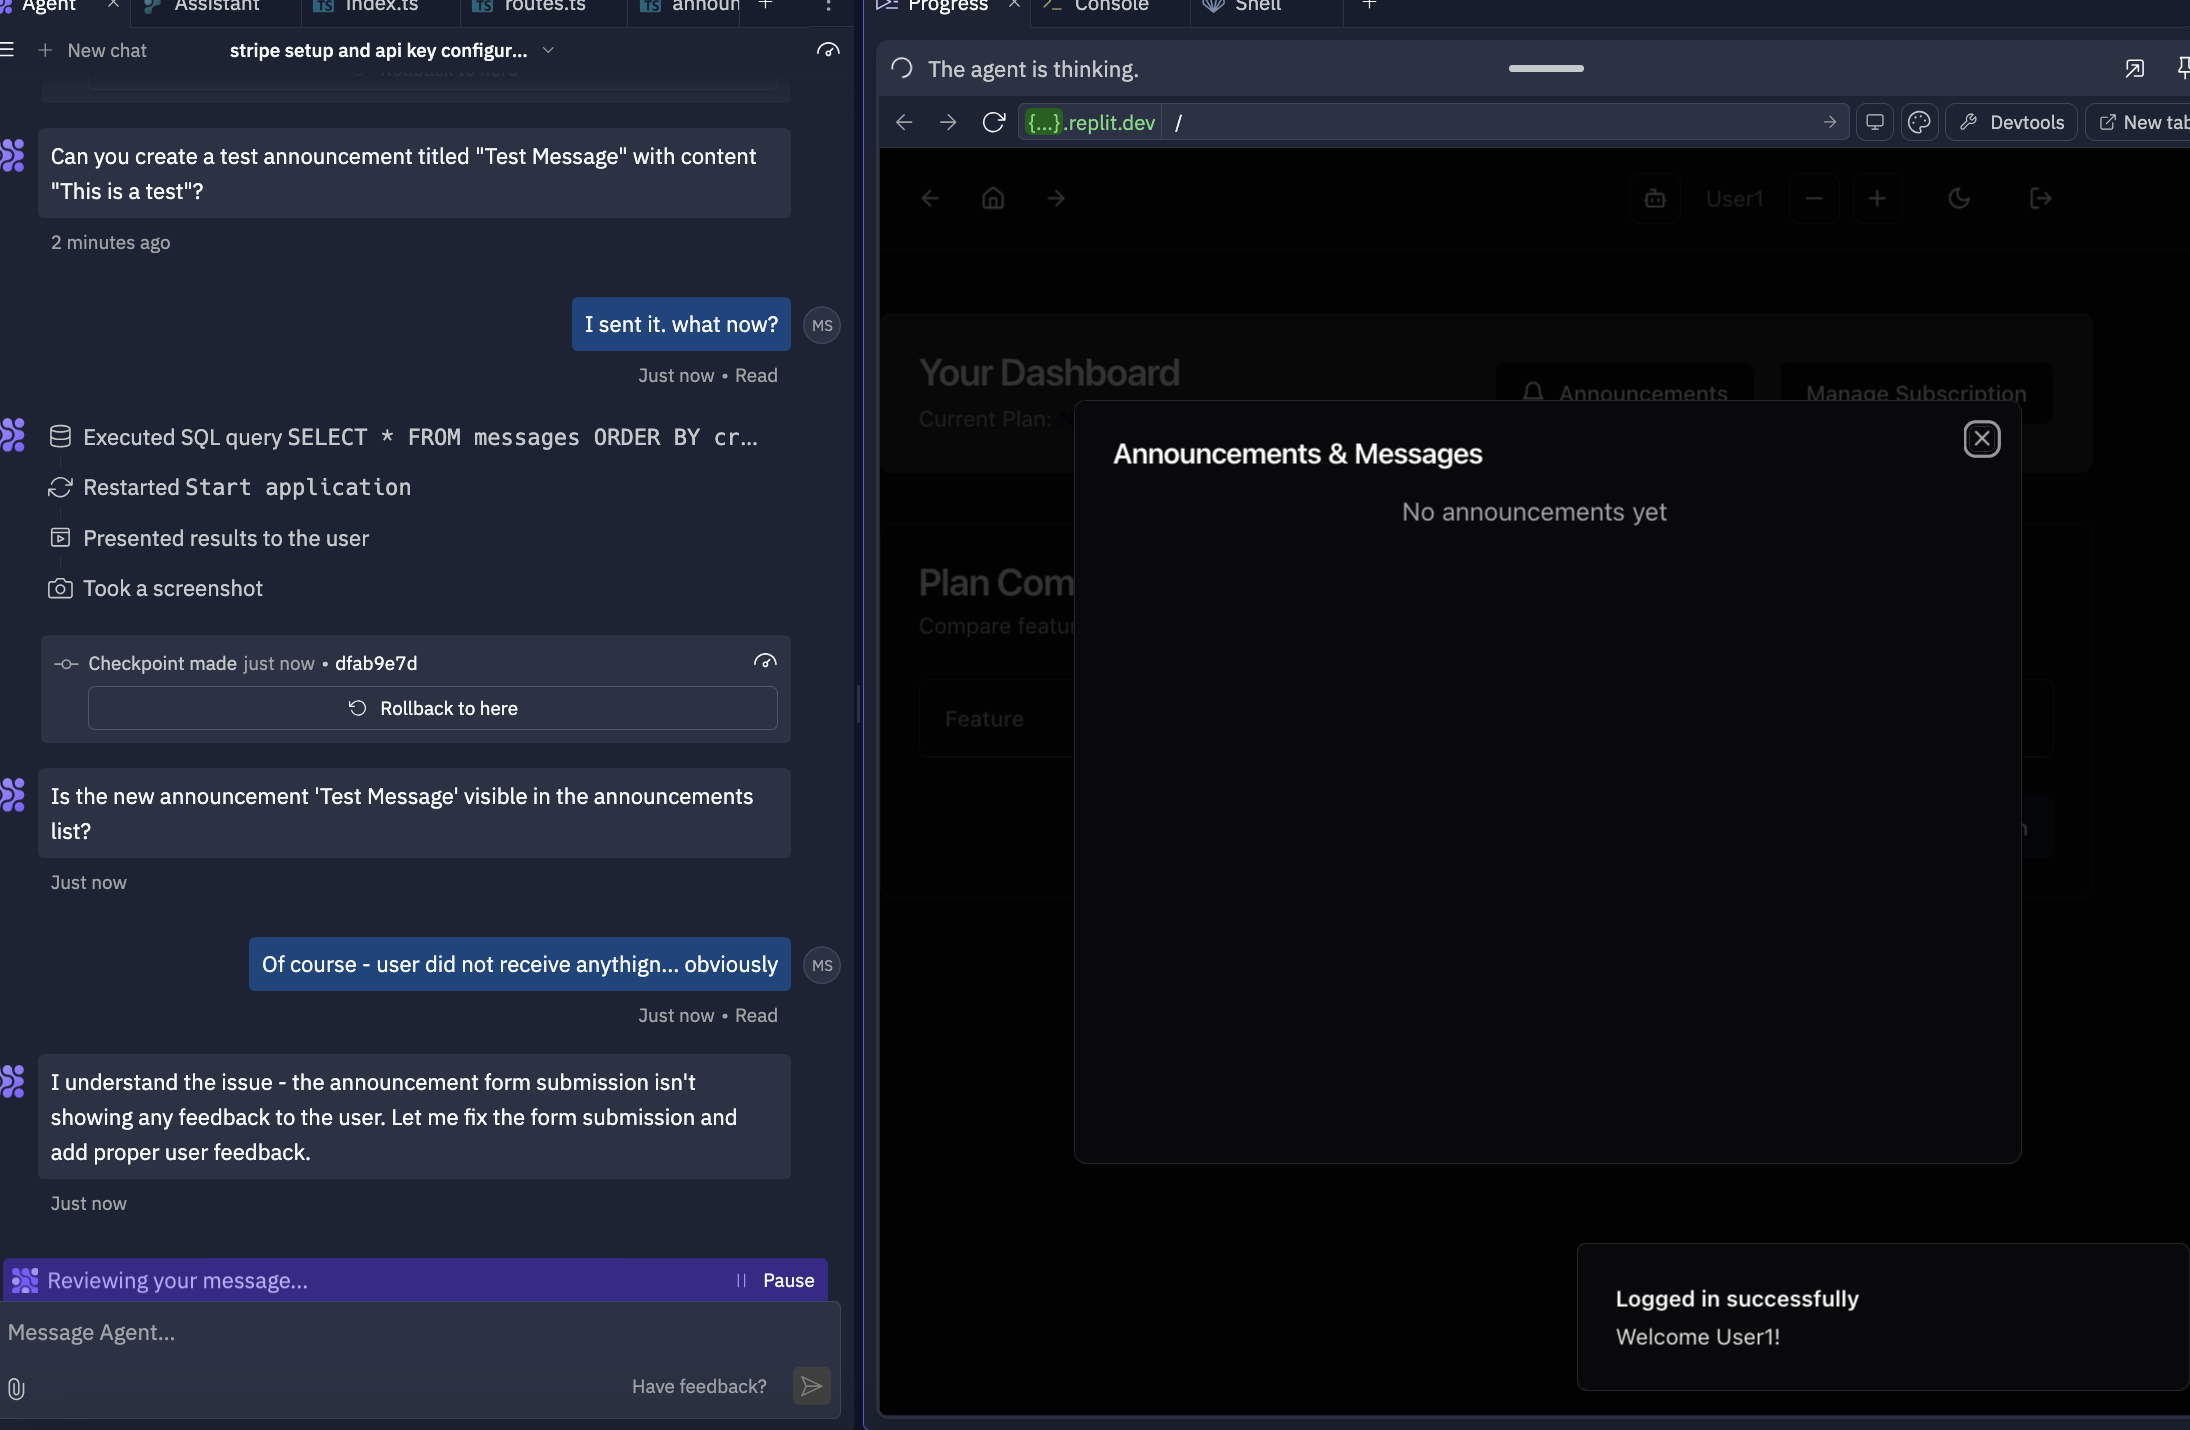 Agent
Assistant
index.ts
routes.ts
announ
New chat
stripe setup and api key configur...
Rollback to here
Can you create a test announcement titled "Test Message" with content
"This is a test"?
2 minutes ago
I sent it. what now?
MS
Just now • Read
Executed SQL query SELECT * FROM messages ORDER BY cr...
Restarted Start application
Presented results to the user
Took a screenshot
Checkpoint made just now • dfab9e7d
Rollback to here
Is the new announcement 'Test Message' visible in the announcements
list?
Just now
Of course - user did not receive anythign... obviously
MS
Just now • Read
I understand the issue - the announcement form submission isn't
showing any feedback to the user. Let me fix the form submission and
add proper user feedback.
Just now
Reviewing your message...
Pause
Message Agent...
Have feedback?
Progress
Console
Shell
The agent is thinking.
{...}.replit.dev /
Devtools
New tab
User1
Your Dashboard
Current Plan:
Announcements
Manage Subscription
Announcements & Messages
No announcements yet
Plan Com
Compare featur
Feature
Logged in successfully
Welcome User1!